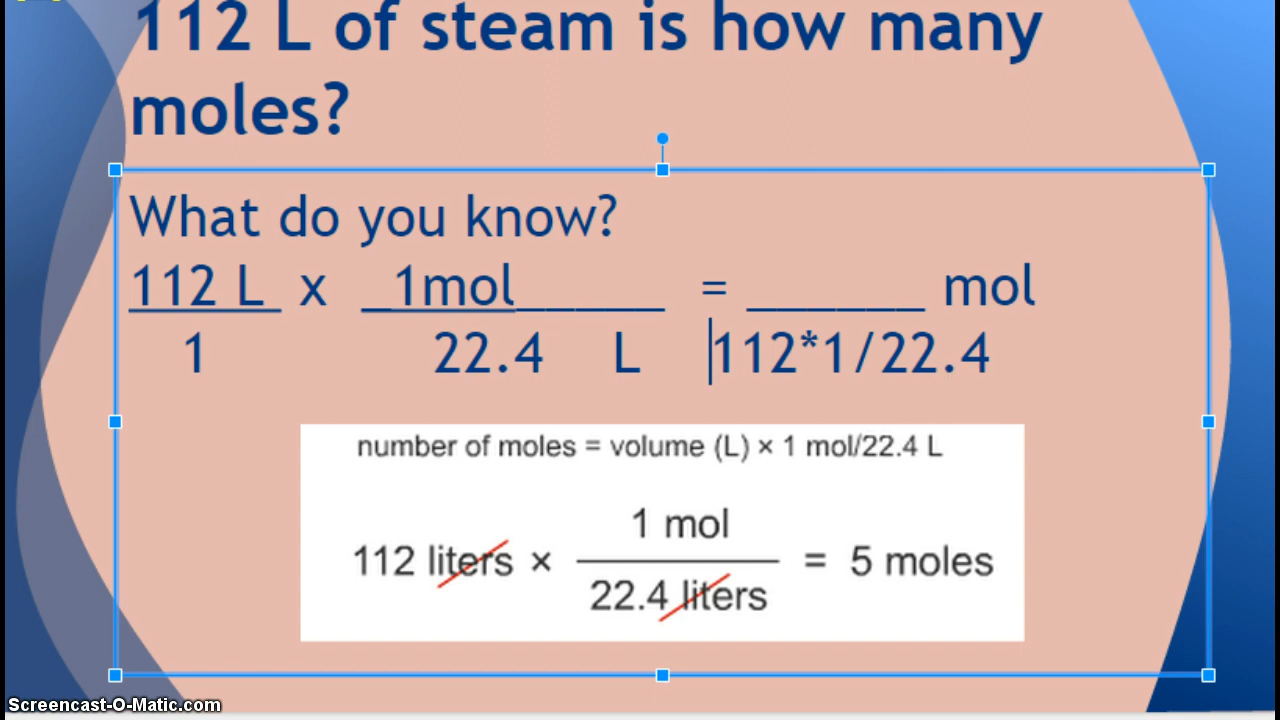 112 L of steam is how many
moles?
What do you know?
112 L x _1mol_____ = ______ mol
1 22.4 L 112*1/22.4
number of moles = volume (L) × 1 mol/22.4 L
1 mol
112 liters × = 5 moles
22.4 liters
Screencast-O-Matic.com